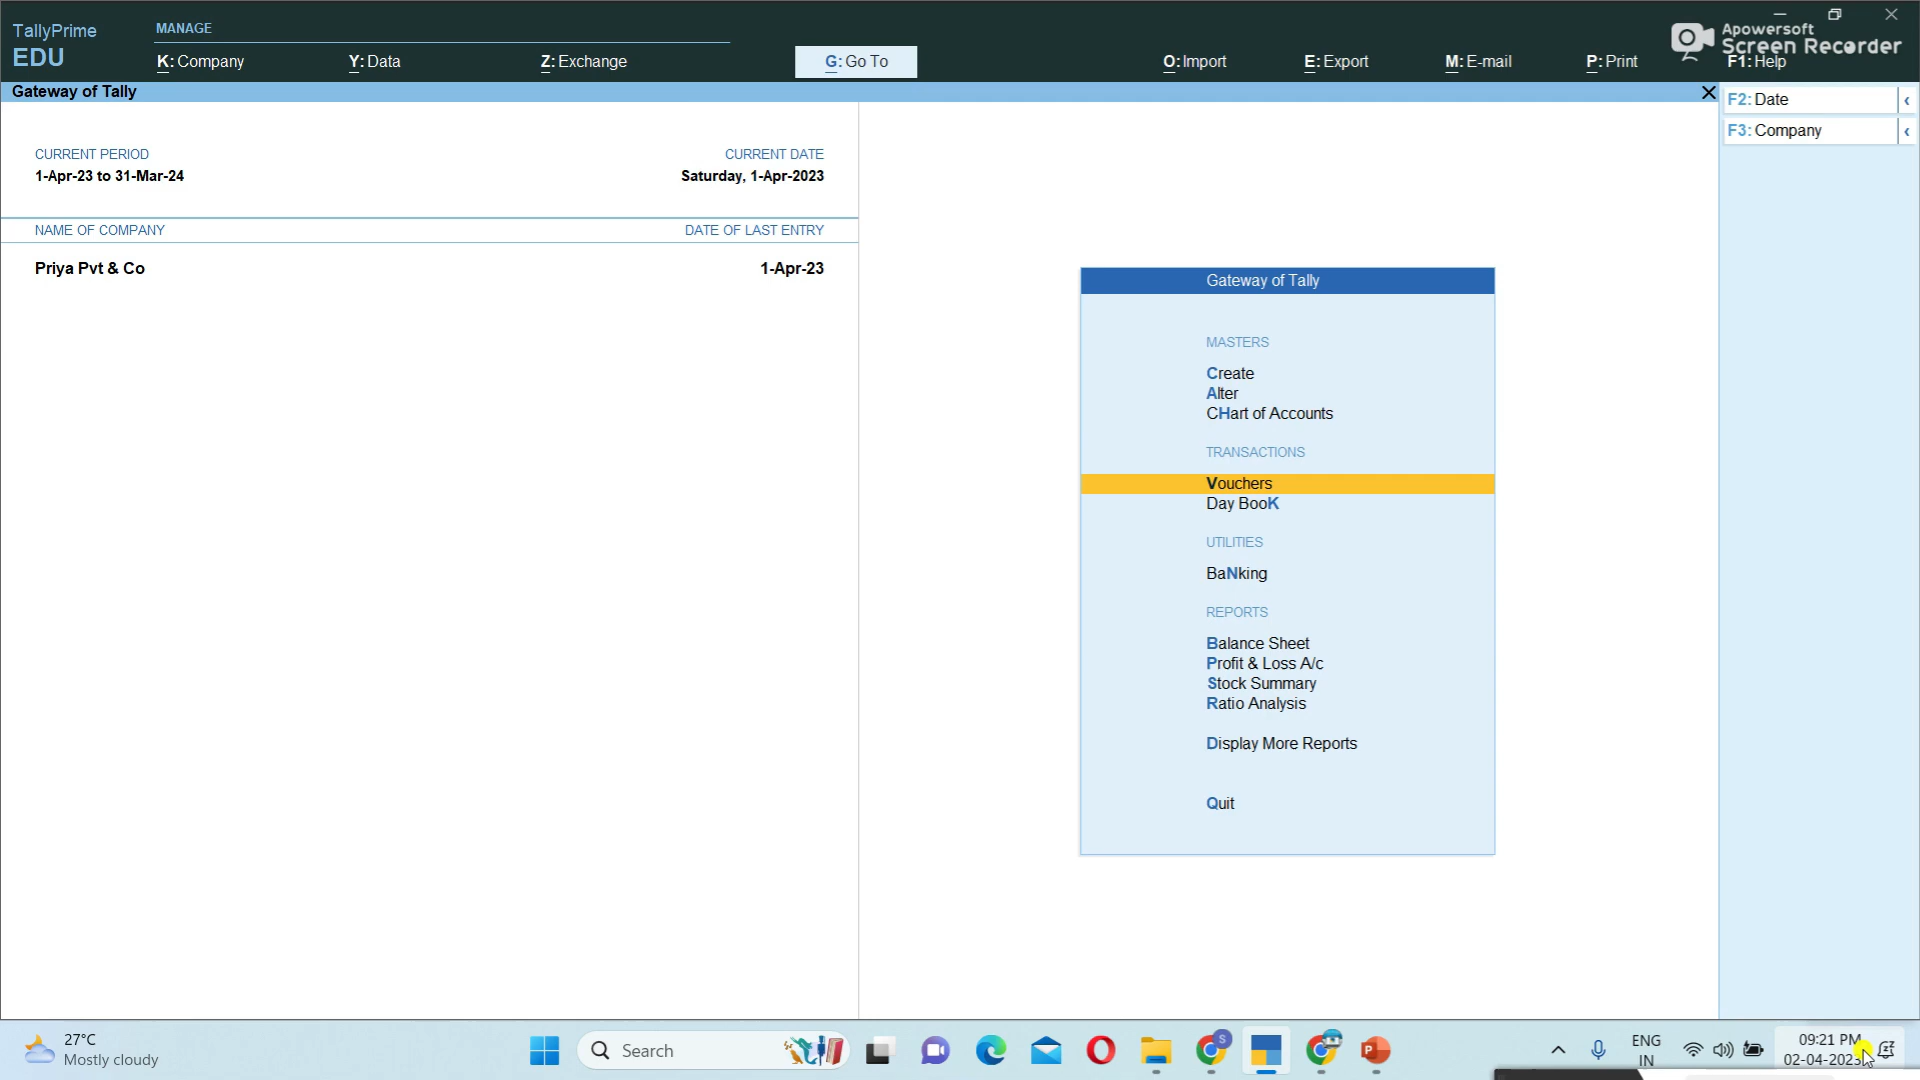 TallyPrime
EDU
MANAGE
K: Company
Y: Data
Z: Exchange
G: Go To
O: Import
E: Export
M: E-mail
P: Print
F1: Help
Apowersoft
Screen Recorder
Gateway of Tally
F2: Date
F3: Company
CURRENT PERIOD
CURRENT DATE
1-Apr-23 to 31-Mar-24
Saturday, 1-Apr-2023
NAME OF COMPANY
DATE OF LAST ENTRY
Priya Pvt & Co
1-Apr-23
Gateway of Tally
MASTERS
Create
Alter
CHart of Accounts
TRANSACTIONS
Vouchers
Day BooK
UTILITIES
BaNking
REPORTS
Balance Sheet
Profit & Loss A/c
Stock Summary
Ratio Analysis
Display More Reports
Quit
27°C
Mostly cloudy
Search
S
ENG
IN
09:21 PM
02-04-2023